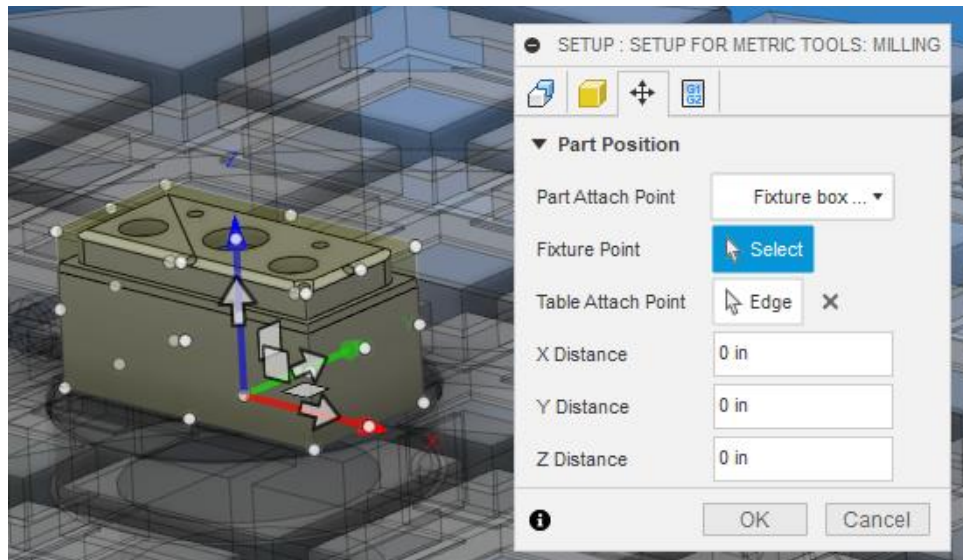 SETUP : SETUP FOR METRIC TOOLS: MILLING
G1
G2
Part Position
Part Attach Point Fixture box ...
Fixture Point Select
Table Attach Point Edge
X Distance 0 in
Y Distance 0 in
Z Distance 0 in
OK Cancel
Z
X